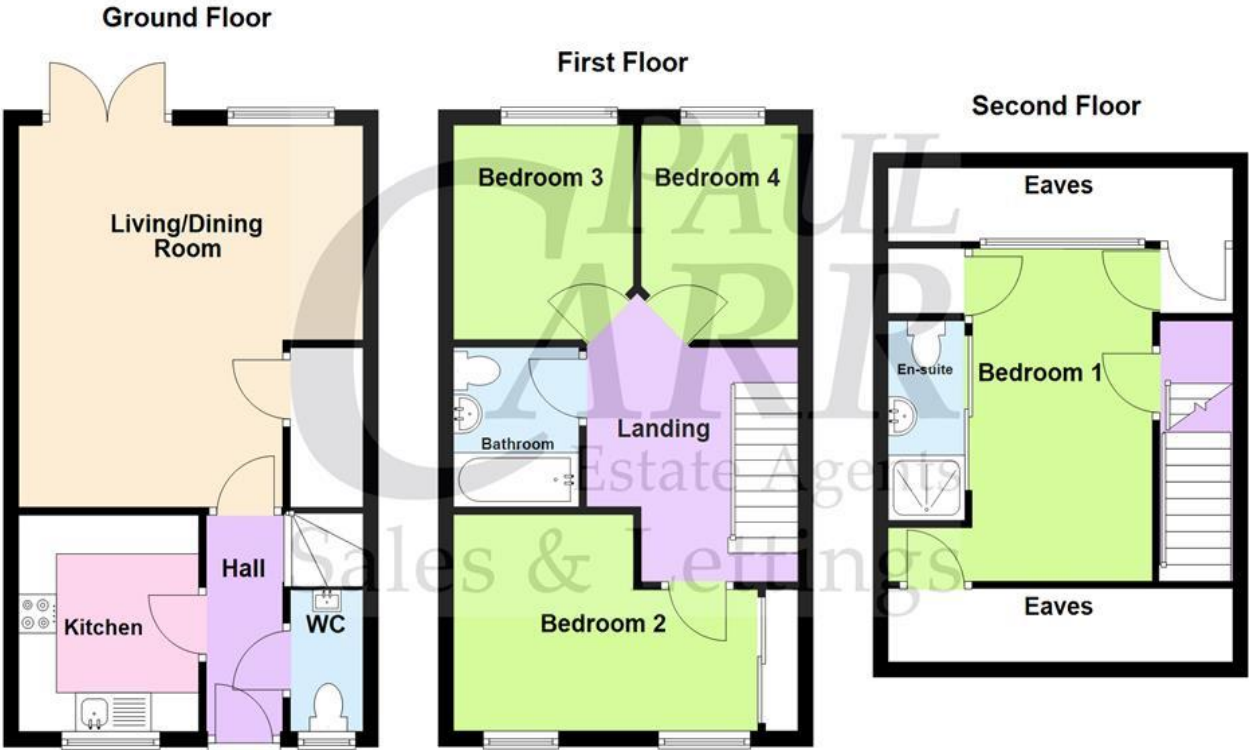 Ground Floor
Living/Dining
Room
Hall
Kitchen
WC
First Floor
Bedroom 3
Bedroom 4
Bathroom
Landing
Bedroom 2
Second Floor
Eaves
En-suite
Bedroom 1
Eaves
PAUL
CARR
Estate Agents
Sales & Lettings